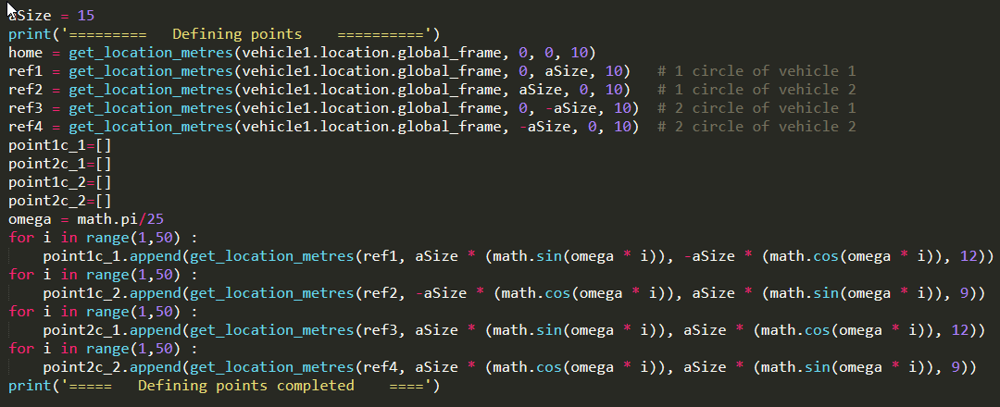 aSize = 15
print('=========   Defining points    ==========')
home = get_location_metres(vehicle1.location.global_frame, 0, 0, 10)
ref1 = get_location_metres(vehicle1.location.global_frame, 0, aSize, 10)   # 1 circle of vehicle 1
ref2 = get_location_metres(vehicle1.location.global_frame, aSize, 0, 10)   # 1 circle of vehicle 2
ref3 = get_location_metres(vehicle1.location.global_frame, 0, -aSize, 10)  # 2 circle of vehicle 1
ref4 = get_location_metres(vehicle1.location.global_frame, -aSize, 0, 10)  # 2 circle of vehicle 2
point1c_1=[]
point2c_1=[]
point1c_2=[]
point2c_2=[]
omega = math.pi/25
for i in range(1,50) :
    point1c_1.append(get_location_metres(ref1, aSize * (math.sin(omega * i)), -aSize * (math.cos(omega * i)), 12))
for i in range(1,50) :
    point1c_2.append(get_location_metres(ref2, -aSize * (math.cos(omega * i)), aSize * (math.sin(omega * i)), 9))
for i in range(1,50) :
    point2c_1.append(get_location_metres(ref3, aSize * (math.sin(omega * i)), aSize * (math.cos(omega * i)), 12))
for i in range(1,50) :
    point2c_2.append(get_location_metres(ref4, aSize * (math.cos(omega * i)), aSize * (math.sin(omega * i)), 9))
print('=====   Defining points completed    ====')